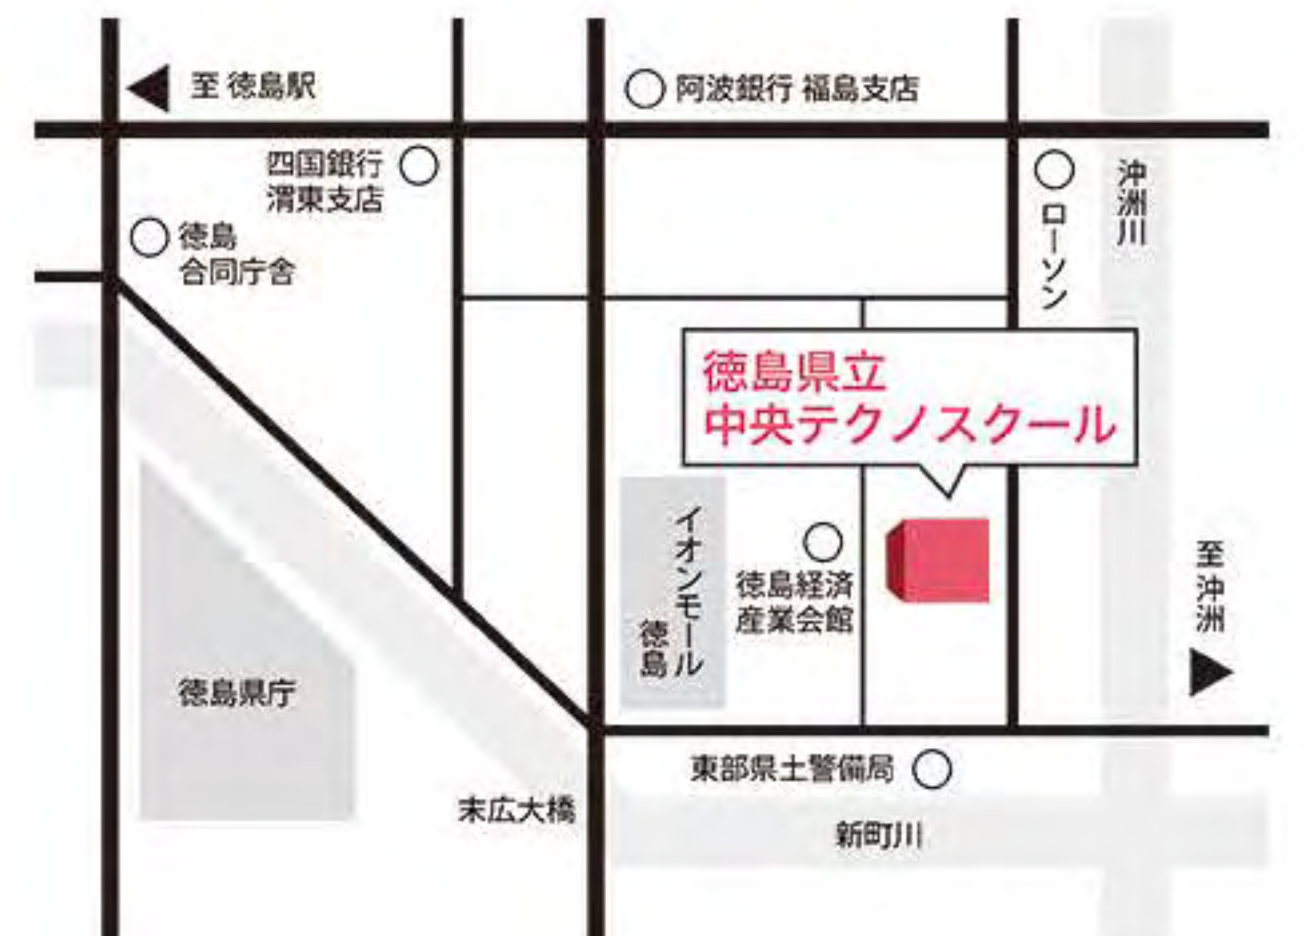 至 徳島駅
阿波銀行 福島支店
四国銀行
渭東支店
徳島
合同庁舎
ローソン
沖洲川
徳島県立
中央テクノスクール
イオンモール
徳島
徳島経済
産業会館
至 沖洲
徳島県庁
東部県土警備局
末広大橋
新町川